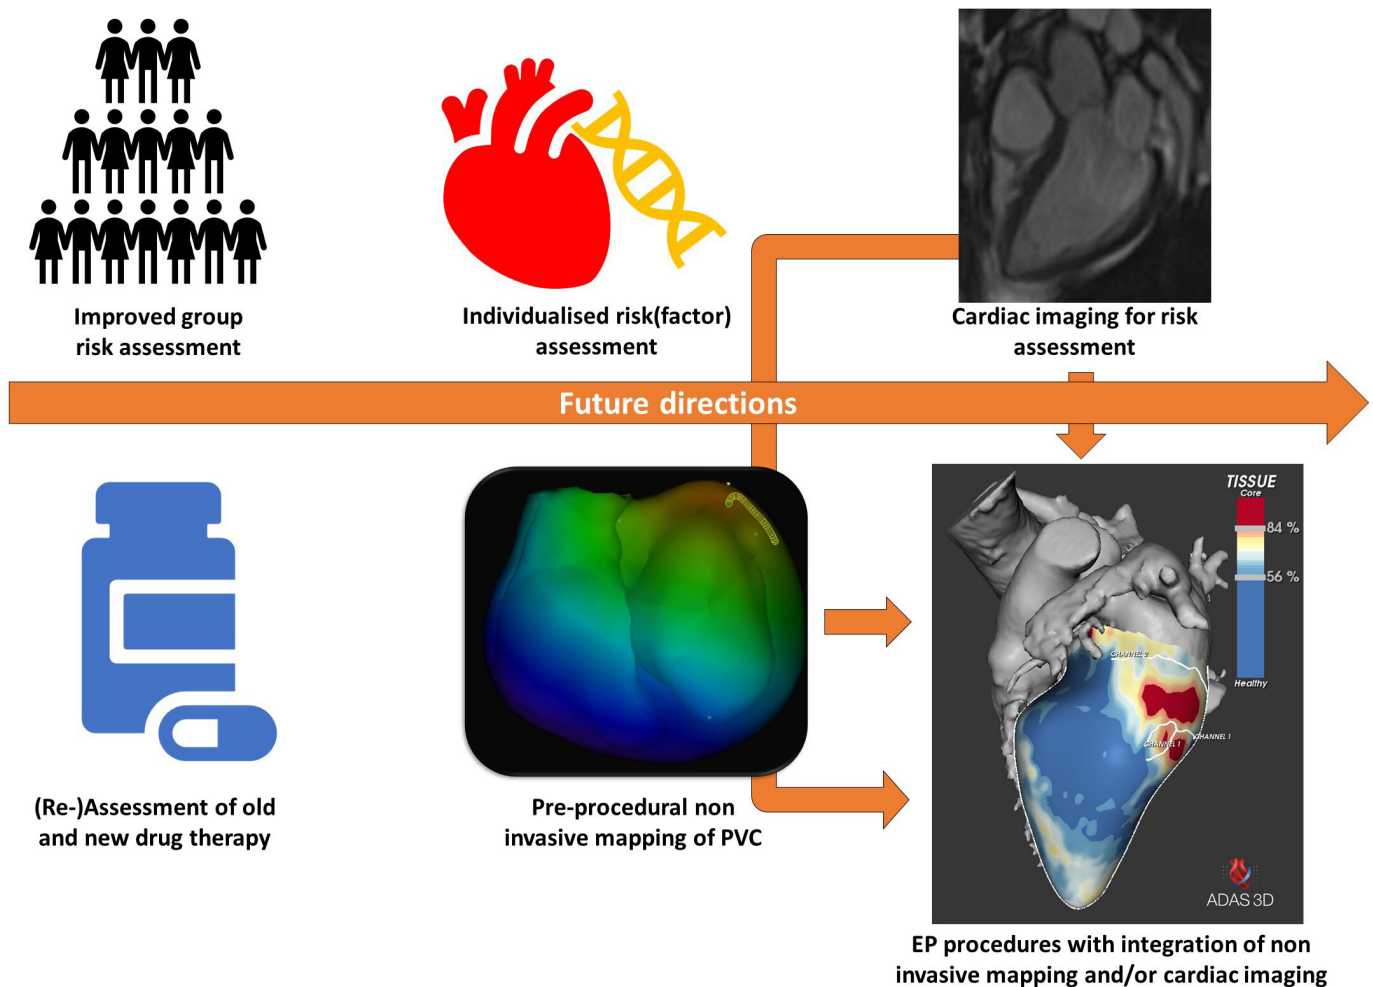 Improved group
risk assessment
Individualised risk(factor)
assessment
Cardiac imaging for risk
assessment
Future directions
(Re-)Assessment of old
and new drug therapy
Pre-procedural non
invasive mapping of PVC
TISSUE
Core
84 %
56 %
Healthy
CHANNEL 2
CHANNEL 1
CHANNEL 1
ADAS 3D
EP procedures with integration of non
invasive mapping and/or cardiac imaging